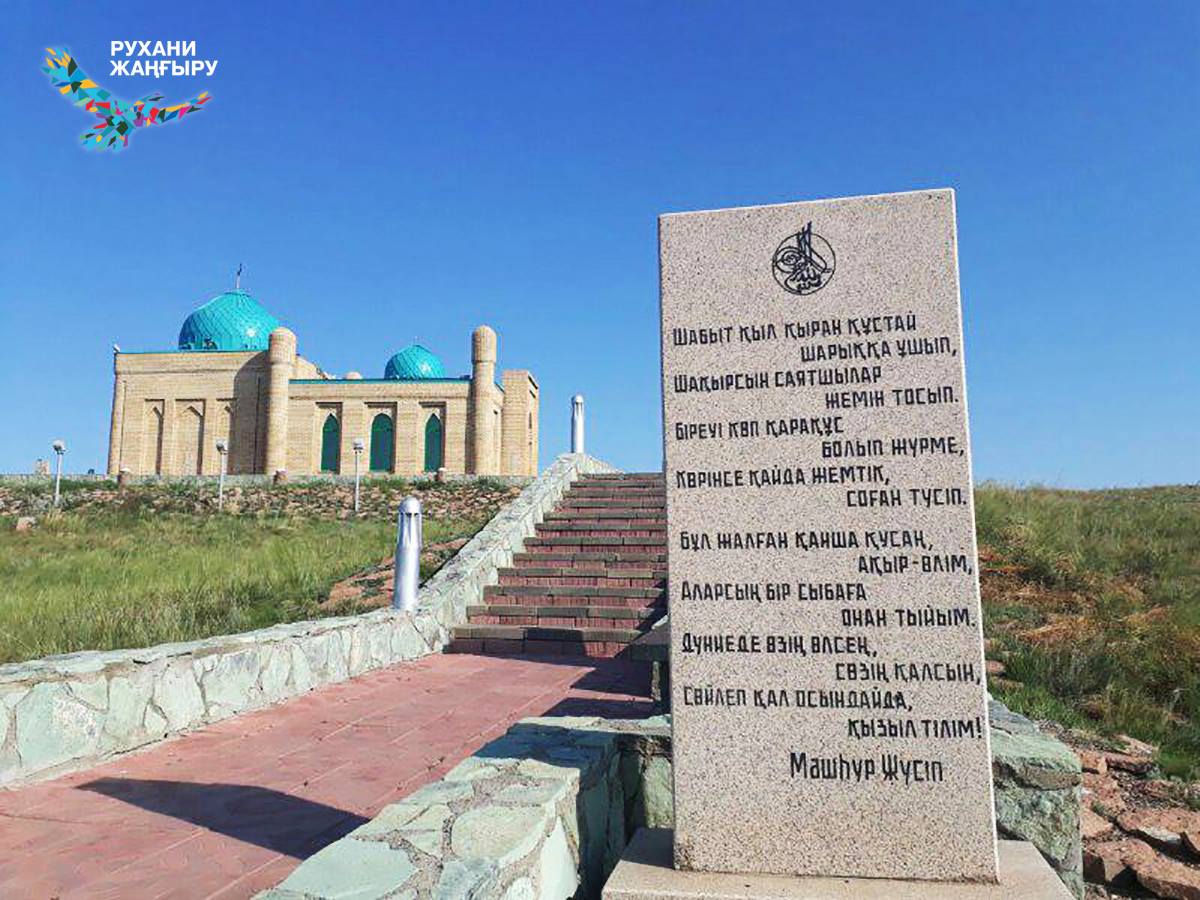 РУХАНИ
ЖАҢҒЫРУ
ШАБЫТ ҚЫЛ ҚЫРАН ҚҰСТАЙ
ШАРЫҚҚА ҰШЫП,
ШАҚЫРСЫН САЯТШЫЛАР
ЖЕМІН ТОСЫП.
БІРЕУІ КӨП ҚАРАҚҰС
БОЛЫП ЖҮРМЕ,
КӨРІНСЕ ҚАЙДА ЖЕМТІК,
СОҒАН ТҮСІП.
БҰЛ ЖАЛҒАН ҚАНША ҚУСАҢ,
АҚЫР-ӨЛІМ,
АЛАРСЫҢ БІР СЫБАҒА
ОНАН ТЫЙЫМ.
ДҮНИЕДЕ ӨЗІҢ ӨЛСЕҢ,
СӨЗІҢ ҚАЛСЫН,
СӨЙЛЕП ҚАЛ ОСЫНДАЙДА,
ҚЫЗЫЛ ТІЛІМ!
Машһүр Жүсіп